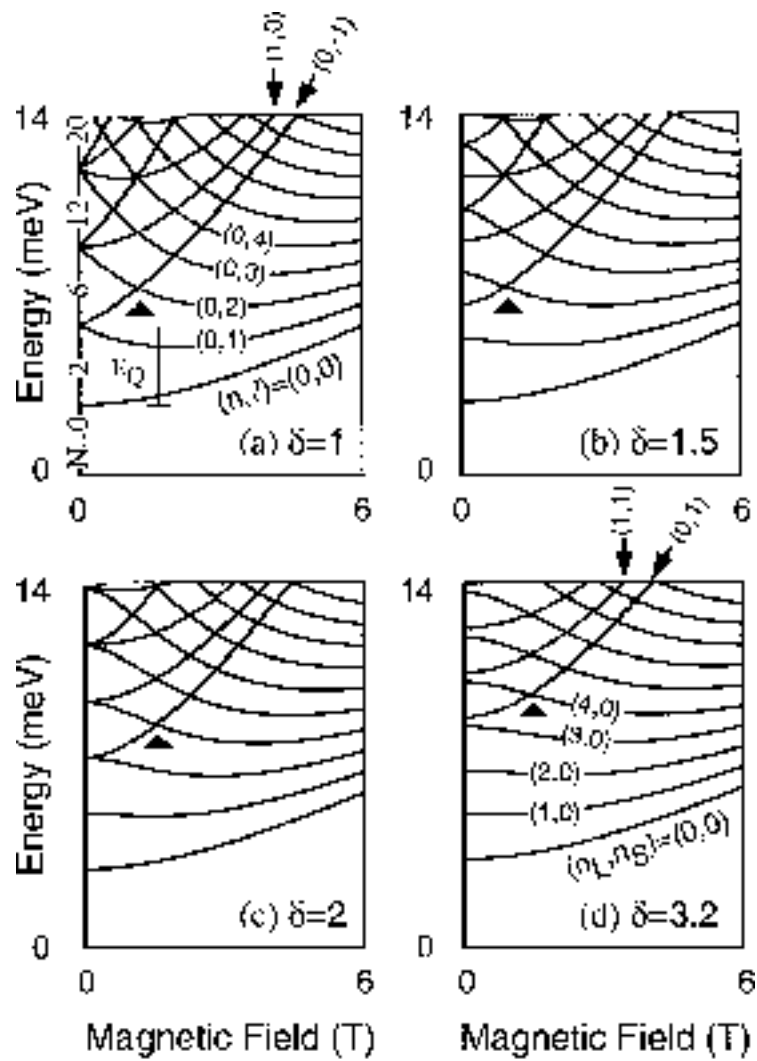 (1,0)
(0,-1)
14
20
12
6
2
N=0
Energy (meV)
(0,4)
(0,3)
(0,2)
(0,1)
EQ
(n,l)=(0,0)
(a) δ=1
0
0
6
14
(b) δ=1.5
0
0
6
14
Energy (meV)
(c) δ=2
0
0
6
Magnetic Field (T)
(1,1)
(0,1)
14
(4,0)
(3,0)
(2,0)
(1,0)
(nL,nS)=(0,0)
(d) δ=3.2
0
0
6
Magnetic Field (T)